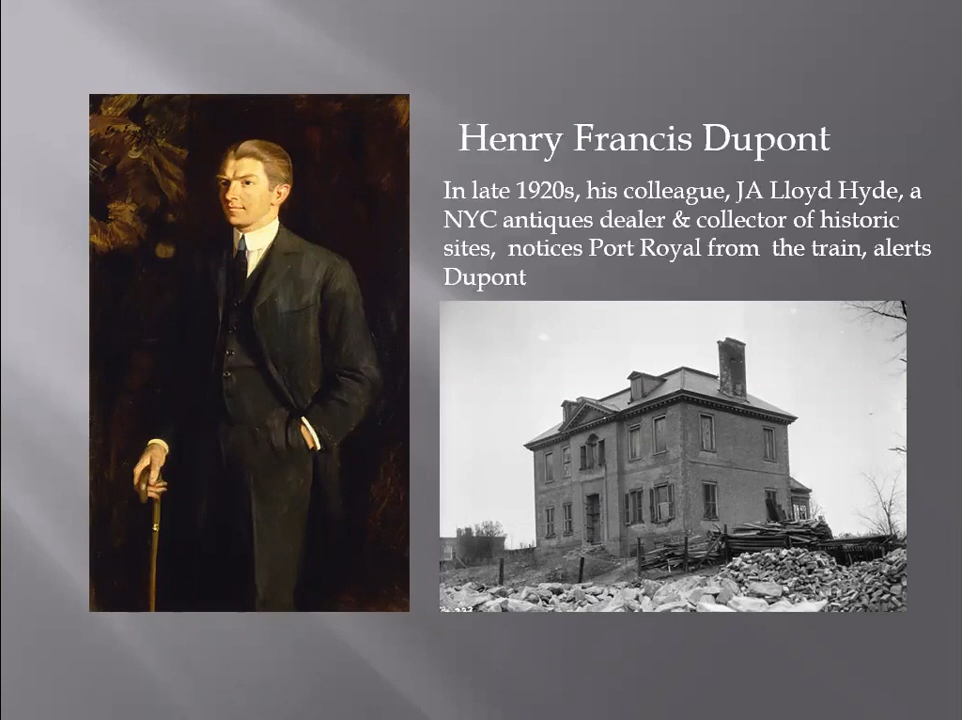 Henry Francis Dupont
In late 1920s, his colleague, JA Lloyd Hyde, a
NYC antiques dealer & collector of historic
sites,  notices Port Royal from  the train, alerts
Dupont